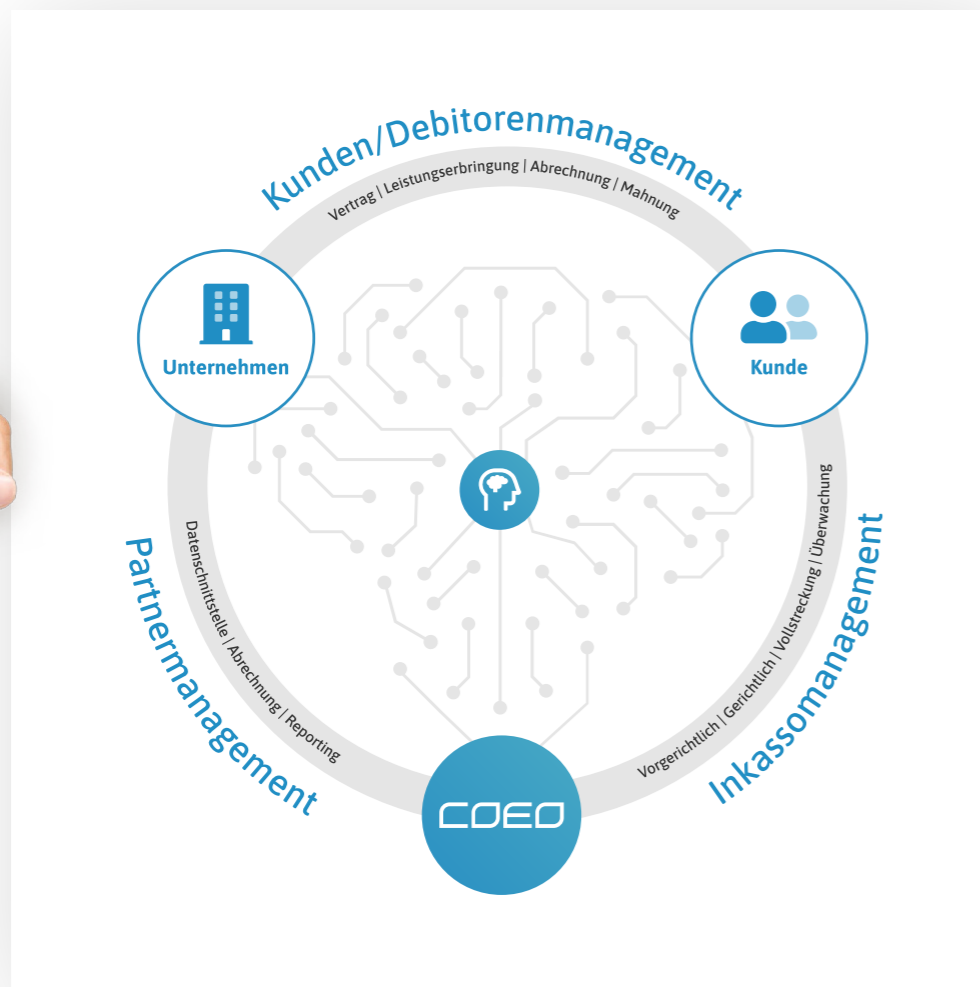 Kunden/Debitorenmanagement
Vertrag | Leistungserbringung | Abrechnung | Mahnung
Unternehmen
Kunde
Partnermanagement
Datenschnittstelle | Abrechnung | Reporting
Vorgerichtlich | Gerichtlich | Vollstreckung | Überwachung
Inkassomanagement
COEO